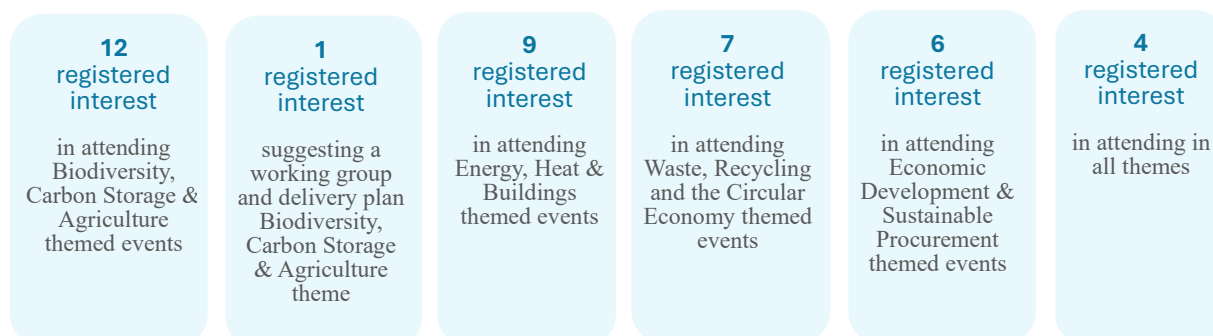 12
registered
interest
in attending
Biodiversity,
Carbon Storage &
Agriculture
themed events
1
registered
interest
suggesting a
working group
and delivery plan
Biodiversity,
Carbon Storage
& Agriculture
theme
9
registered
interest
in attending
Energy, Heat &
Buildings
themed events
7
registered
interest
in attending
Waste, Recycling
and the Circular
Economy themed
events
6
registered
interest
in attending
Economic
Development &
Sustainable
Procurement
themed events
4
registered
interest
in attending in
all themes